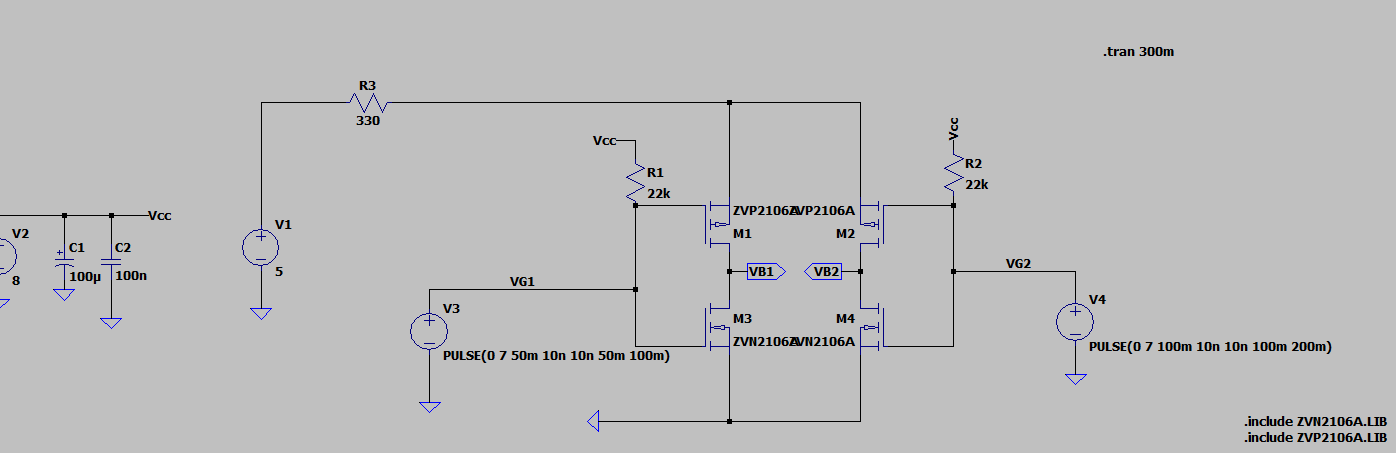 .tran 300m
R3
330
Vcc
Vcc
R1
22k
R2
22k
Vcc
V2
8
C1
100µ
C2
100n
V1
5
ZVP2106A
ZVP2106A
M1
M2
VB1
VB2
VG1
VG2
V3
PULSE(0 7 50m 10n 10n 50m 100m)
M3
ZVN2106A
M4
ZVN2106A
V4
PULSE(0 7 100m 10n 10n 100m 200m)
.include ZVN2106A.LIB
.include ZVP2106A.LIB